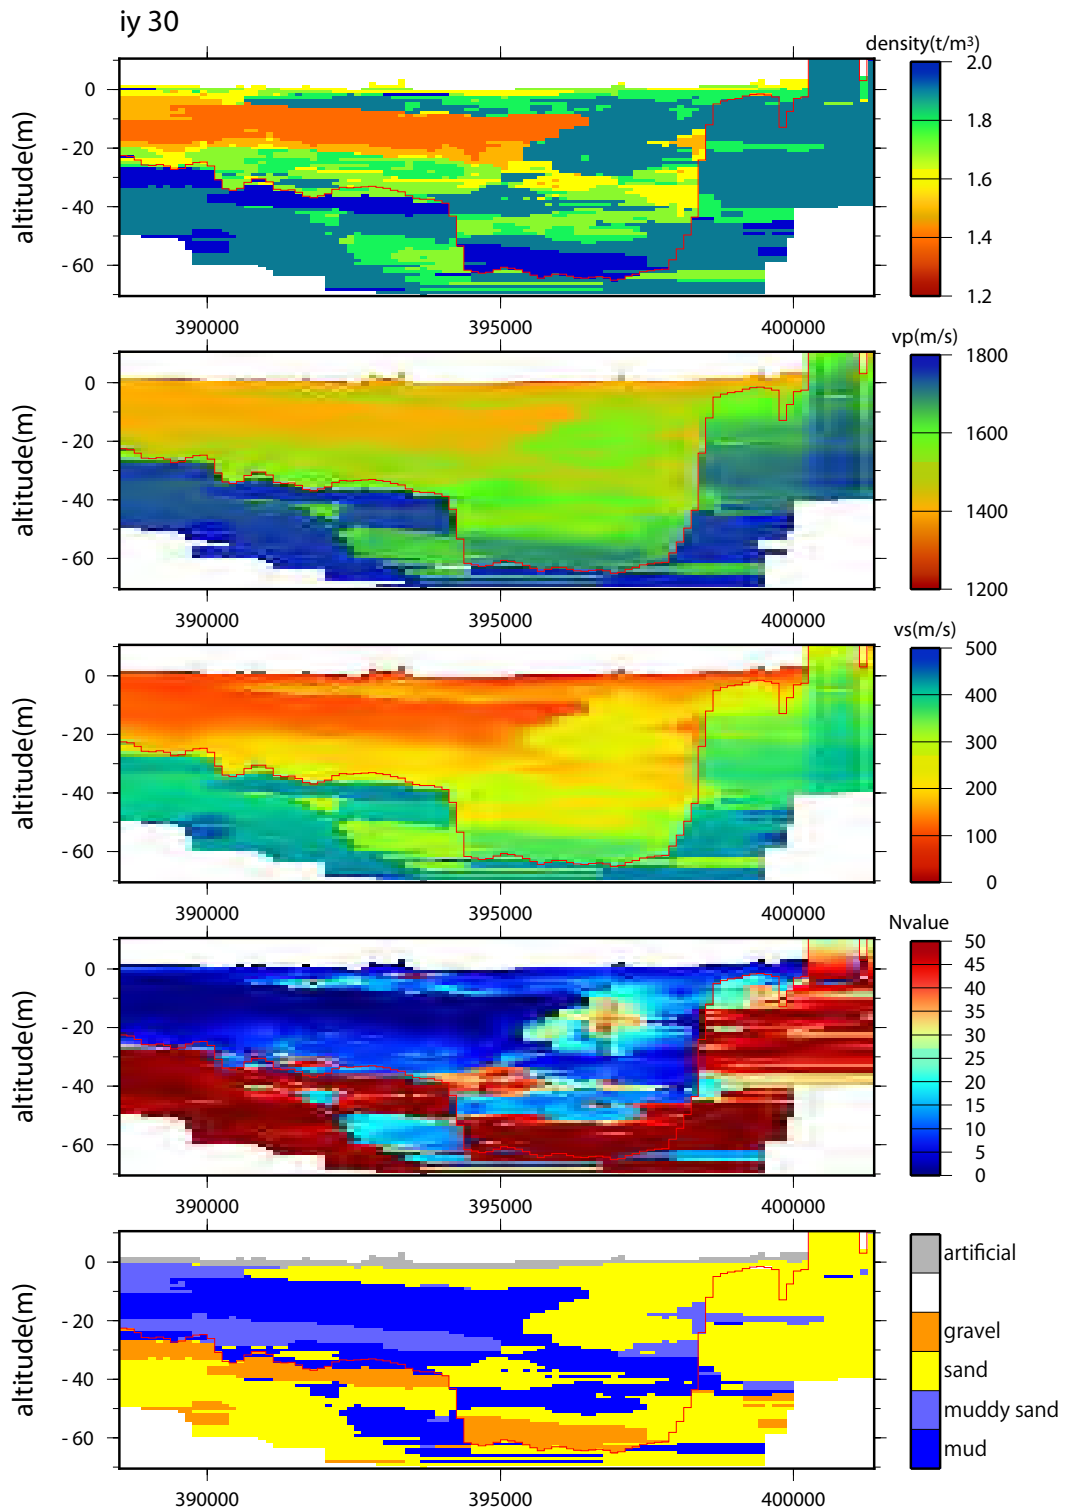 iy 30
density(t/m³)
altitude(m)
0
-20
-40
-60
2.0
1.8
1.6
1.4
1.2
390000 395000 400000
vp(m/s)
altitude(m)
0
-20
-40
-60
1800
1600
1400
1200
390000 395000 400000
vs(m/s)
altitude(m)
0
-20
-40
-60
500
400
300
200
100
0
390000 395000 400000
Nvalue
altitude(m)
0
-20
-40
-60
50
45
40
35
30
25
20
15
10
5
0
390000 395000 400000
altitude(m)
0
-20
-40
-60
artificial
gravel
sand
muddy sand
mud
390000 395000 400000